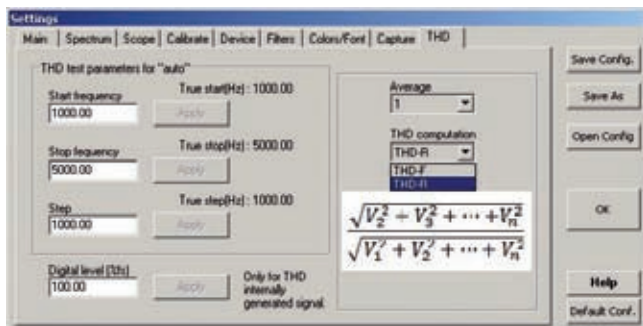 Settings
Main Spectrum Scope Calibrate Device Filters Colors/Font Capture THD
THD test parameters for "auto"
Start frequency
True start(Hz) : 1000.00
1000.00
Apply
Stop fequency
True stop(Hz) : 5000.00
5000.00
Apply
Step
True step(Hz) : 1000.00
1000.00
Apply
Digital level (%fs)
100.00
Apply
Only for THD
internally
generated signal.
Average
1
THD computation
THD-R
THD-F
THD-R
√V₂² + V₃² + ⋯ + Vₙ²
√V₁² + V₂² + ⋯ + Vₙ²
Save Config.
Save As
Open Config
OK
Help
Default Conf.